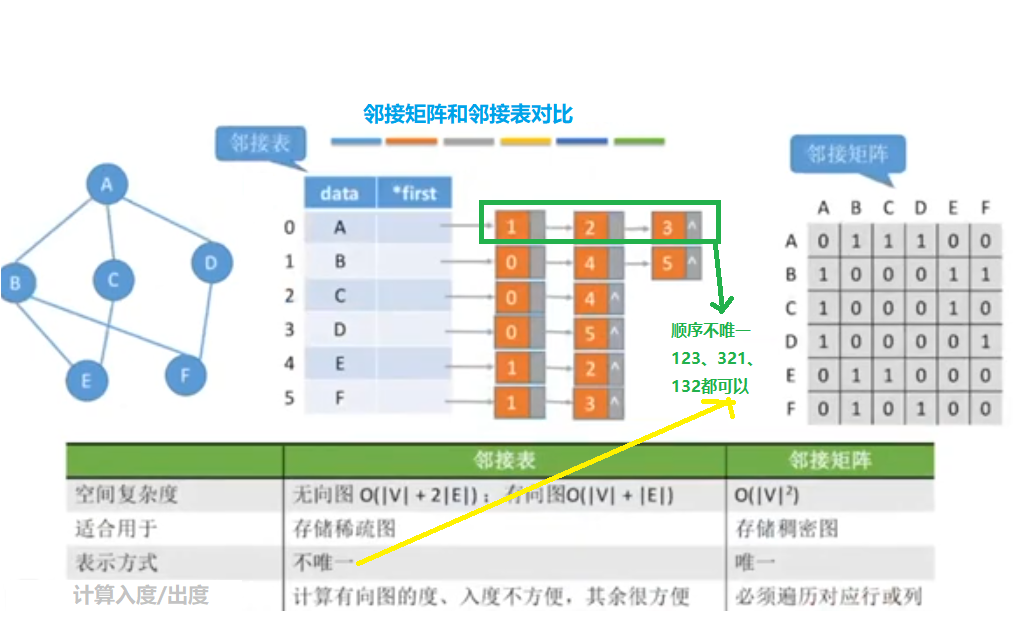 邻接矩阵和邻接表对比
邻接表
邻接矩阵
A
B
C
D
E
F
data *first
0 A 1 2 3 ^
1 B 0 4 5 ^
2 C 0 4 ^
3 D 0 5 ^
4 E 1 2 ^
5 F 1 3 ^
顺序不唯一
123、321、
132都可以
A B C D E F
A 0 1 1 1 0 0
B 1 0 0 0 1 1
C 1 0 0 0 1 0
D 1 0 0 0 0 1
E 0 1 1 0 0 0
F 0 1 0 1 0 0
邻接表 邻接矩阵
空间复杂度 无向图 O(|V| + 2|E|)；有向图O(|V| + |E|) O(|V|²)
适合用于 存储稀疏图 存储稠密图
表示方式 不唯一 唯一
计算入度/出度 计算有向图的度、入度不方便，其余很方便 必须遍历对应行或列